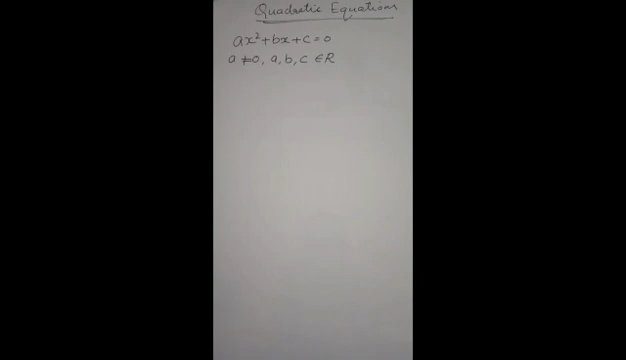 Quadratic Equations
ax²+bx+c=0
a≠0, a,b,c ∈R